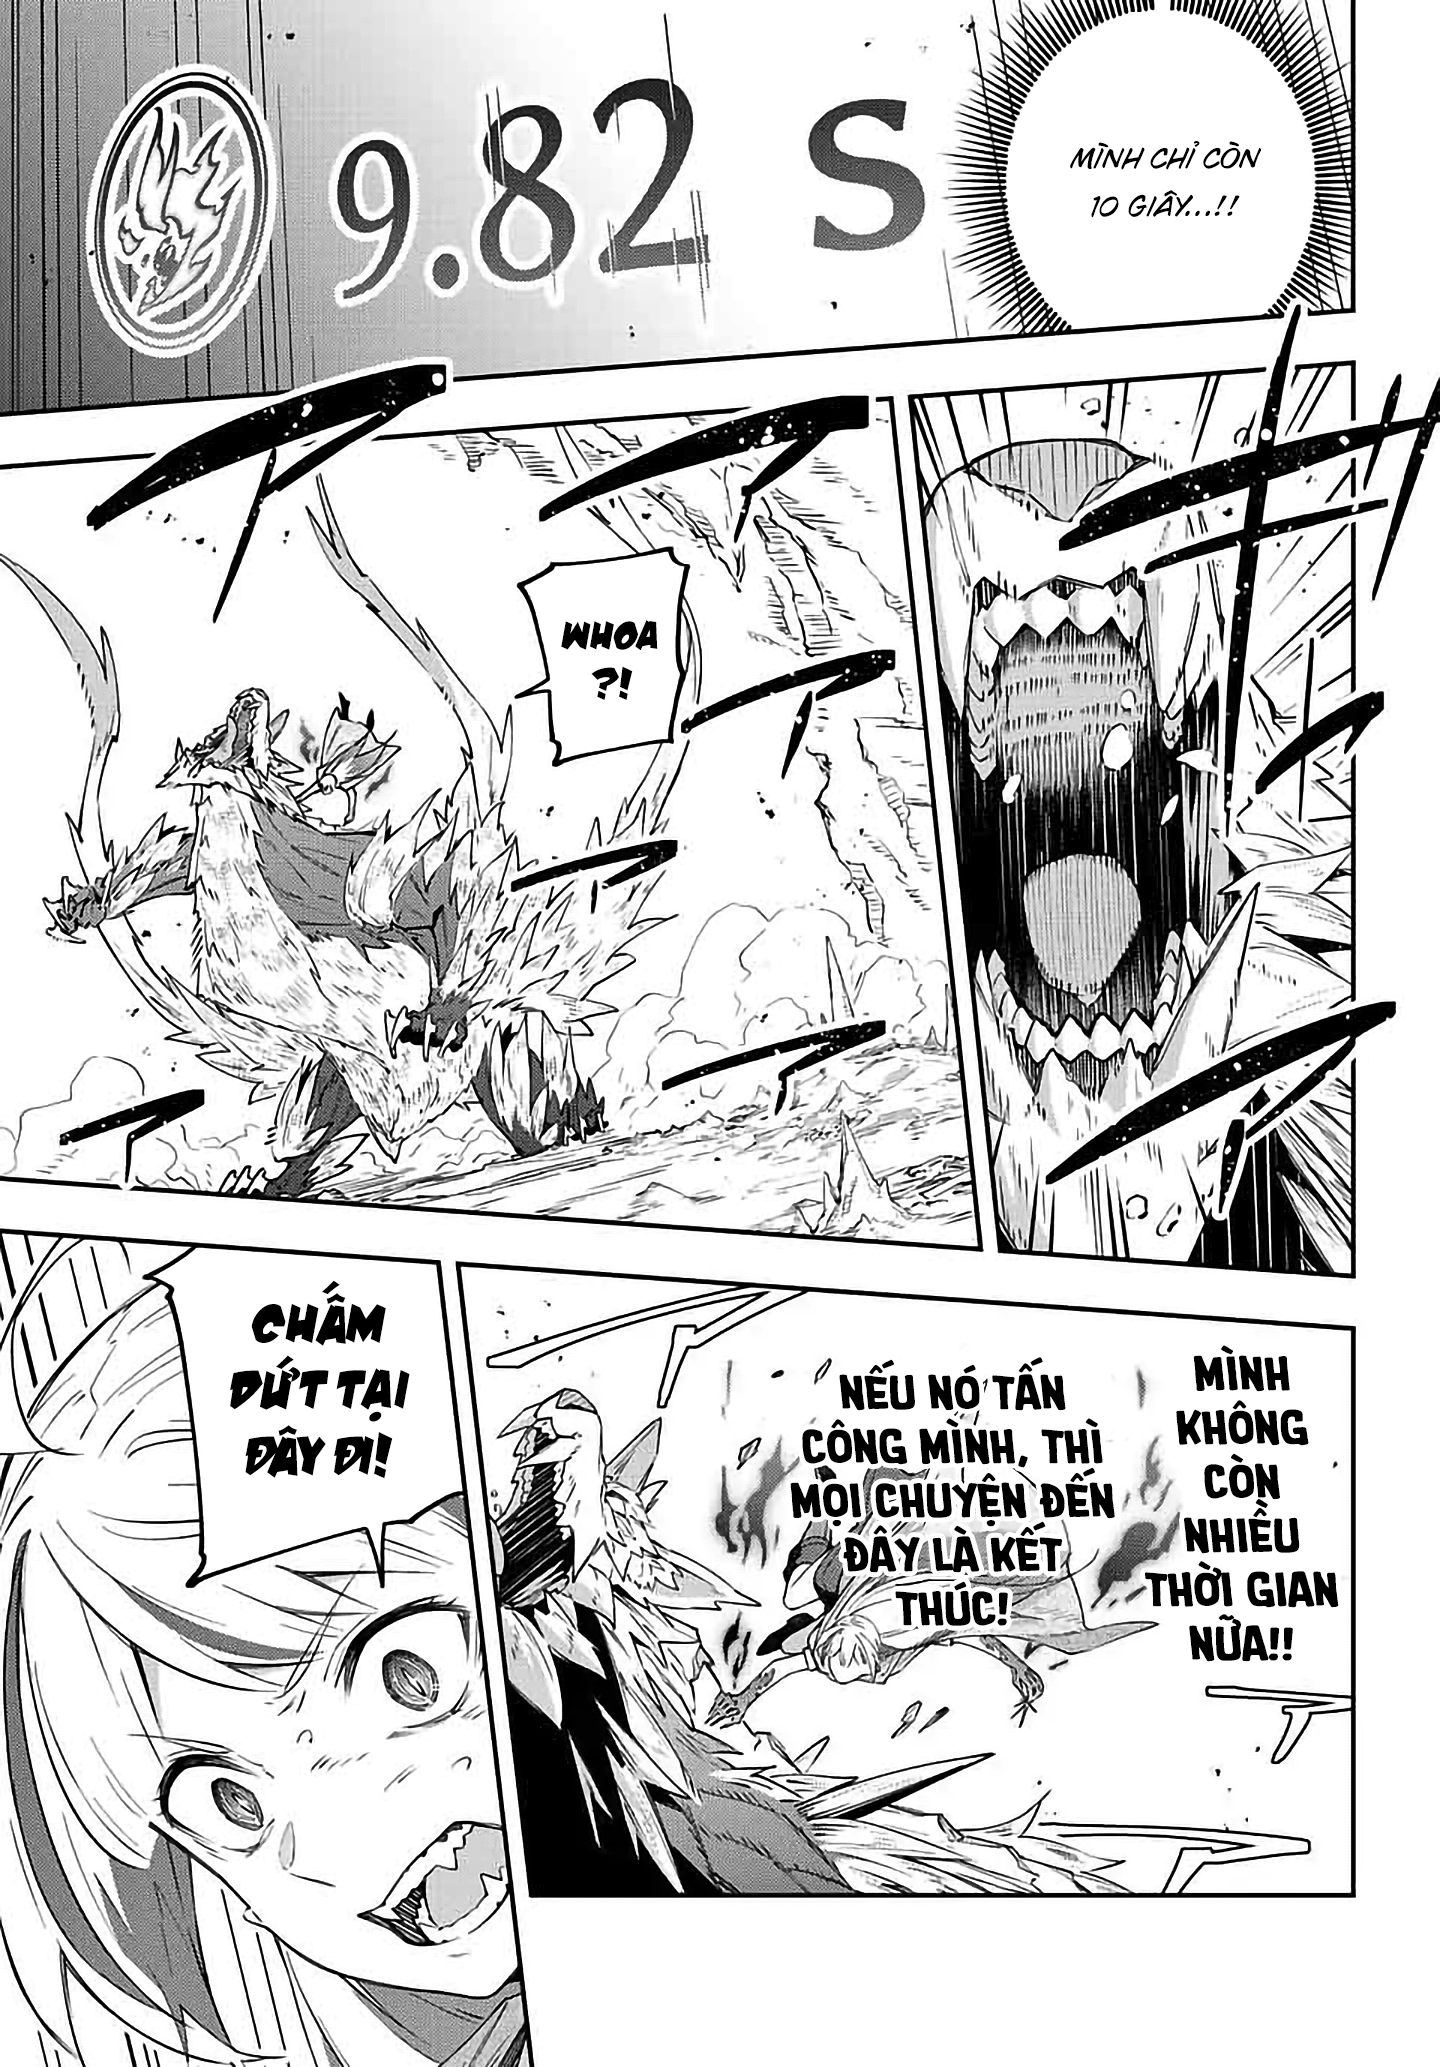 MÌNH CHỈ CÒN
10 GIÂY...!!
9.82 s
WHOA
?!
MÌNH
KHÔNG
CÒN
NHIỀU
THỜI GIAN
NỮA!!
NẾU NÓ TẤN
CÔNG MÌNH, THÌ
MỌI CHUYỆN ĐẾN
ĐÂY LÀ KẾT
THÚC!
CHẤM
DỨT TẠI
ĐÂY ĐI!